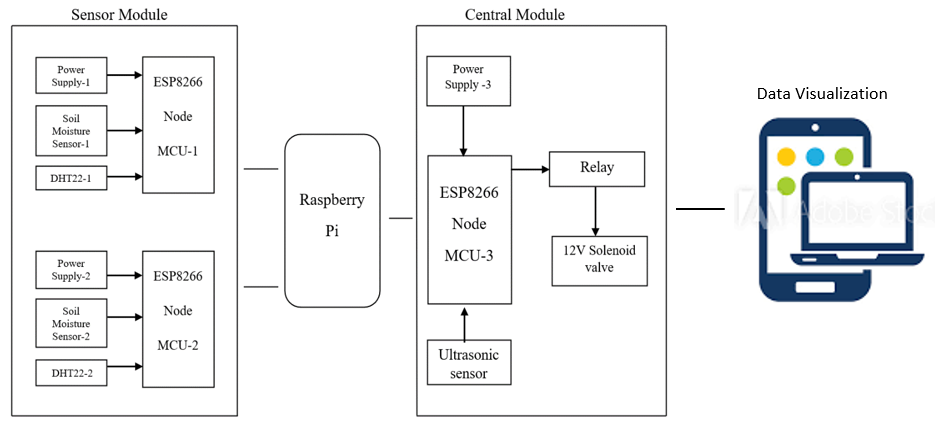 Sensor Module
Power
Supply-1
Soil
Moisture
Sensor-1
DHT22-1
ESP8266
Node
MCU-1
Power
Supply-2
Soil
Moisture
Sensor-2
DHT22-2
ESP8266
Node
MCU-2
Raspberry
Pi
Central Module
Power
Supply -3
ESP8266
Node
MCU-3
Relay
12V Solenoid
valve
Ultrasonic
sensor
Data Visualization
Adobe Stock